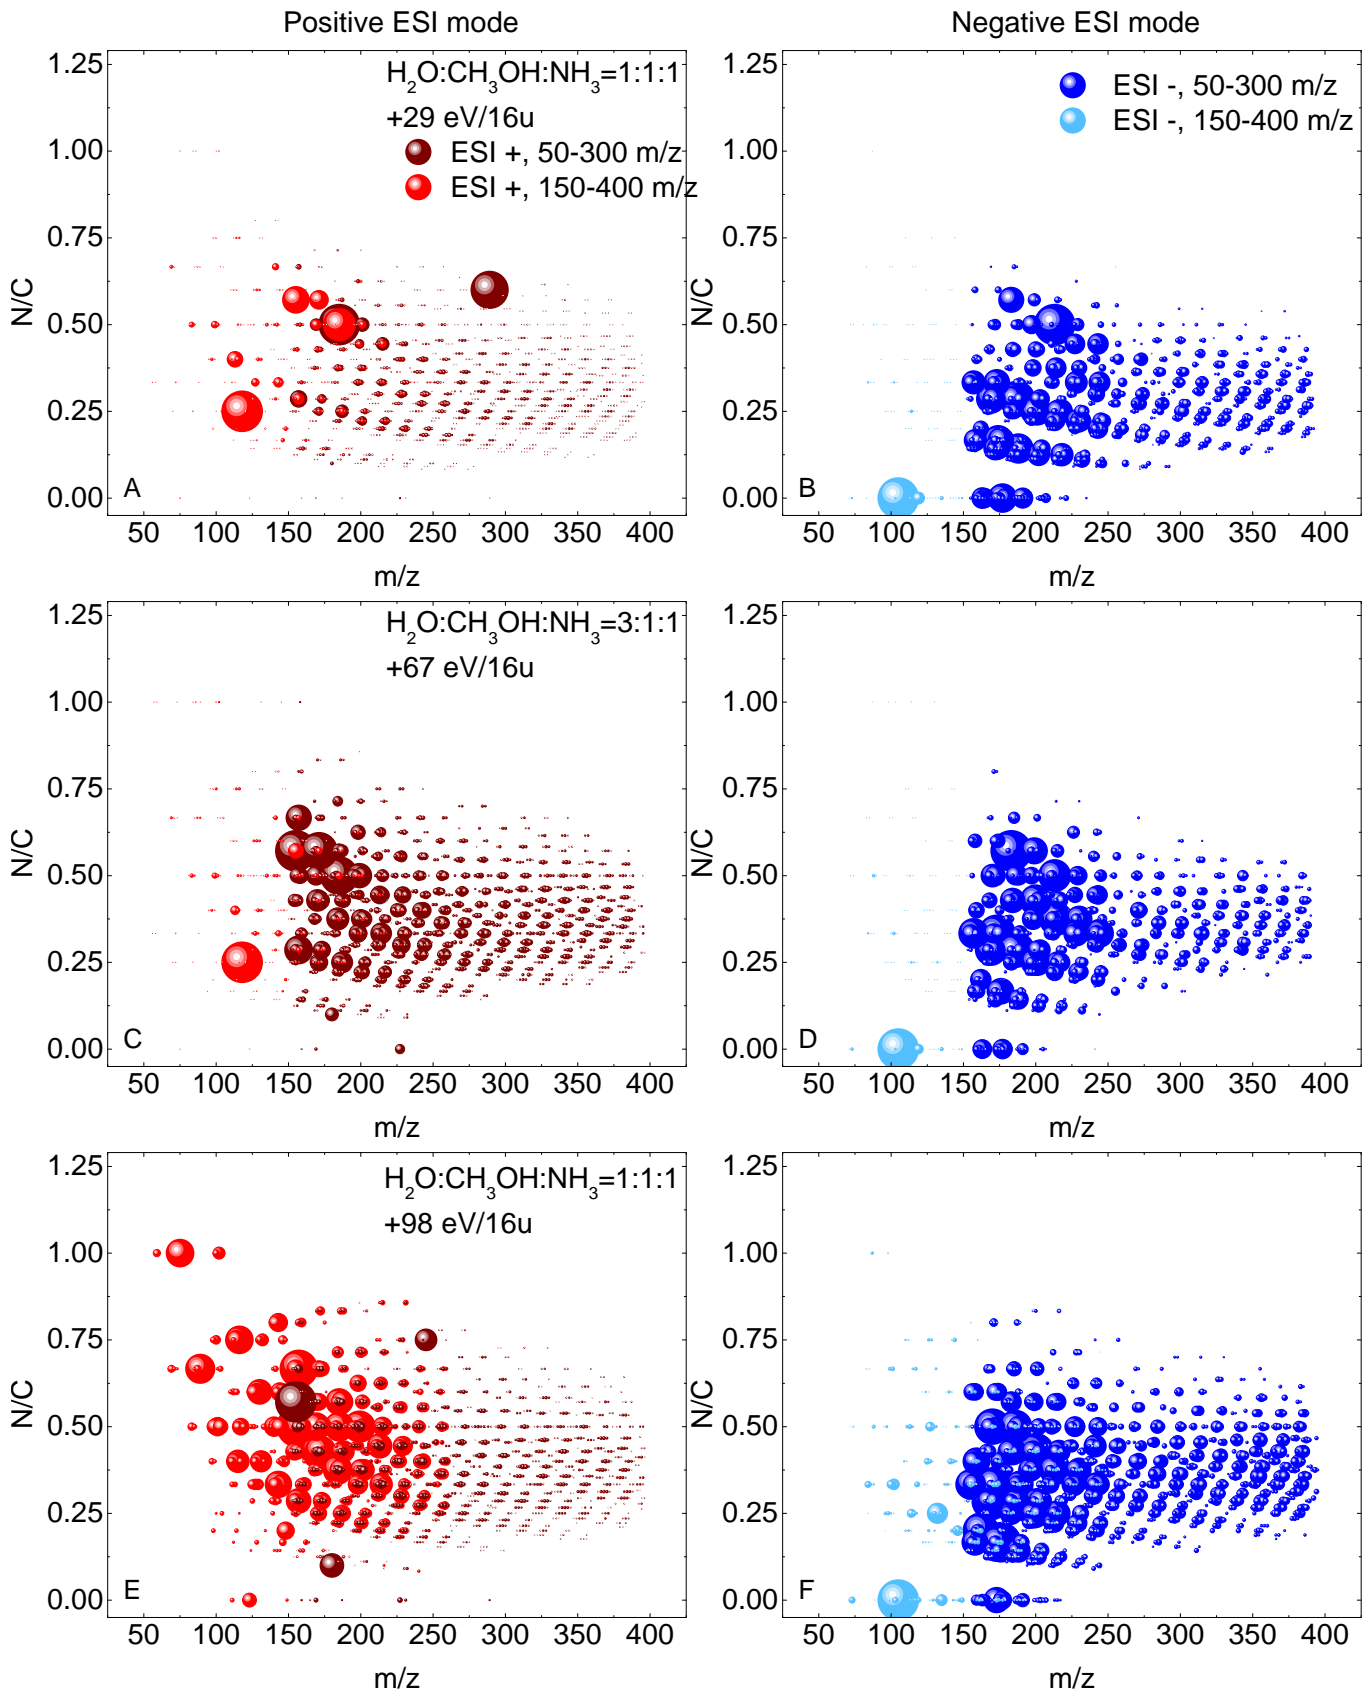 Positive ESI mode
Negative ESI mode
H₂O:CH₃OH:NH₃=1:1:1
+29 eV/16u
ESI +, 50-300 m/z
ESI +, 150-400 m/z
1.25
1.00
0.75
0.50
0.25
0.00
N/C
A
50 100 150 200 250 300 350 400
m/z
ESI -, 50-300 m/z
ESI -, 150-400 m/z
1.25
1.00
0.75
0.50
0.25
0.00
N/C
B
50 100 150 200 250 300 350 400
m/z
H₂O:CH₃OH:NH₃=3:1:1
+67 eV/16u
1.25
1.00
0.75
0.50
0.25
0.00
N/C
C
50 100 150 200 250 300 350 400
m/z
1.25
1.00
0.75
0.50
0.25
0.00
N/C
D
50 100 150 200 250 300 350 400
m/z
H₂O:CH₃OH:NH₃=1:1:1
+98 eV/16u
1.25
1.00
0.75
0.50
0.25
0.00
N/C
E
50 100 150 200 250 300 350 400
m/z
1.25
1.00
0.75
0.50
0.25
0.00
N/C
F
50 100 150 200 250 300 350 400
m/z